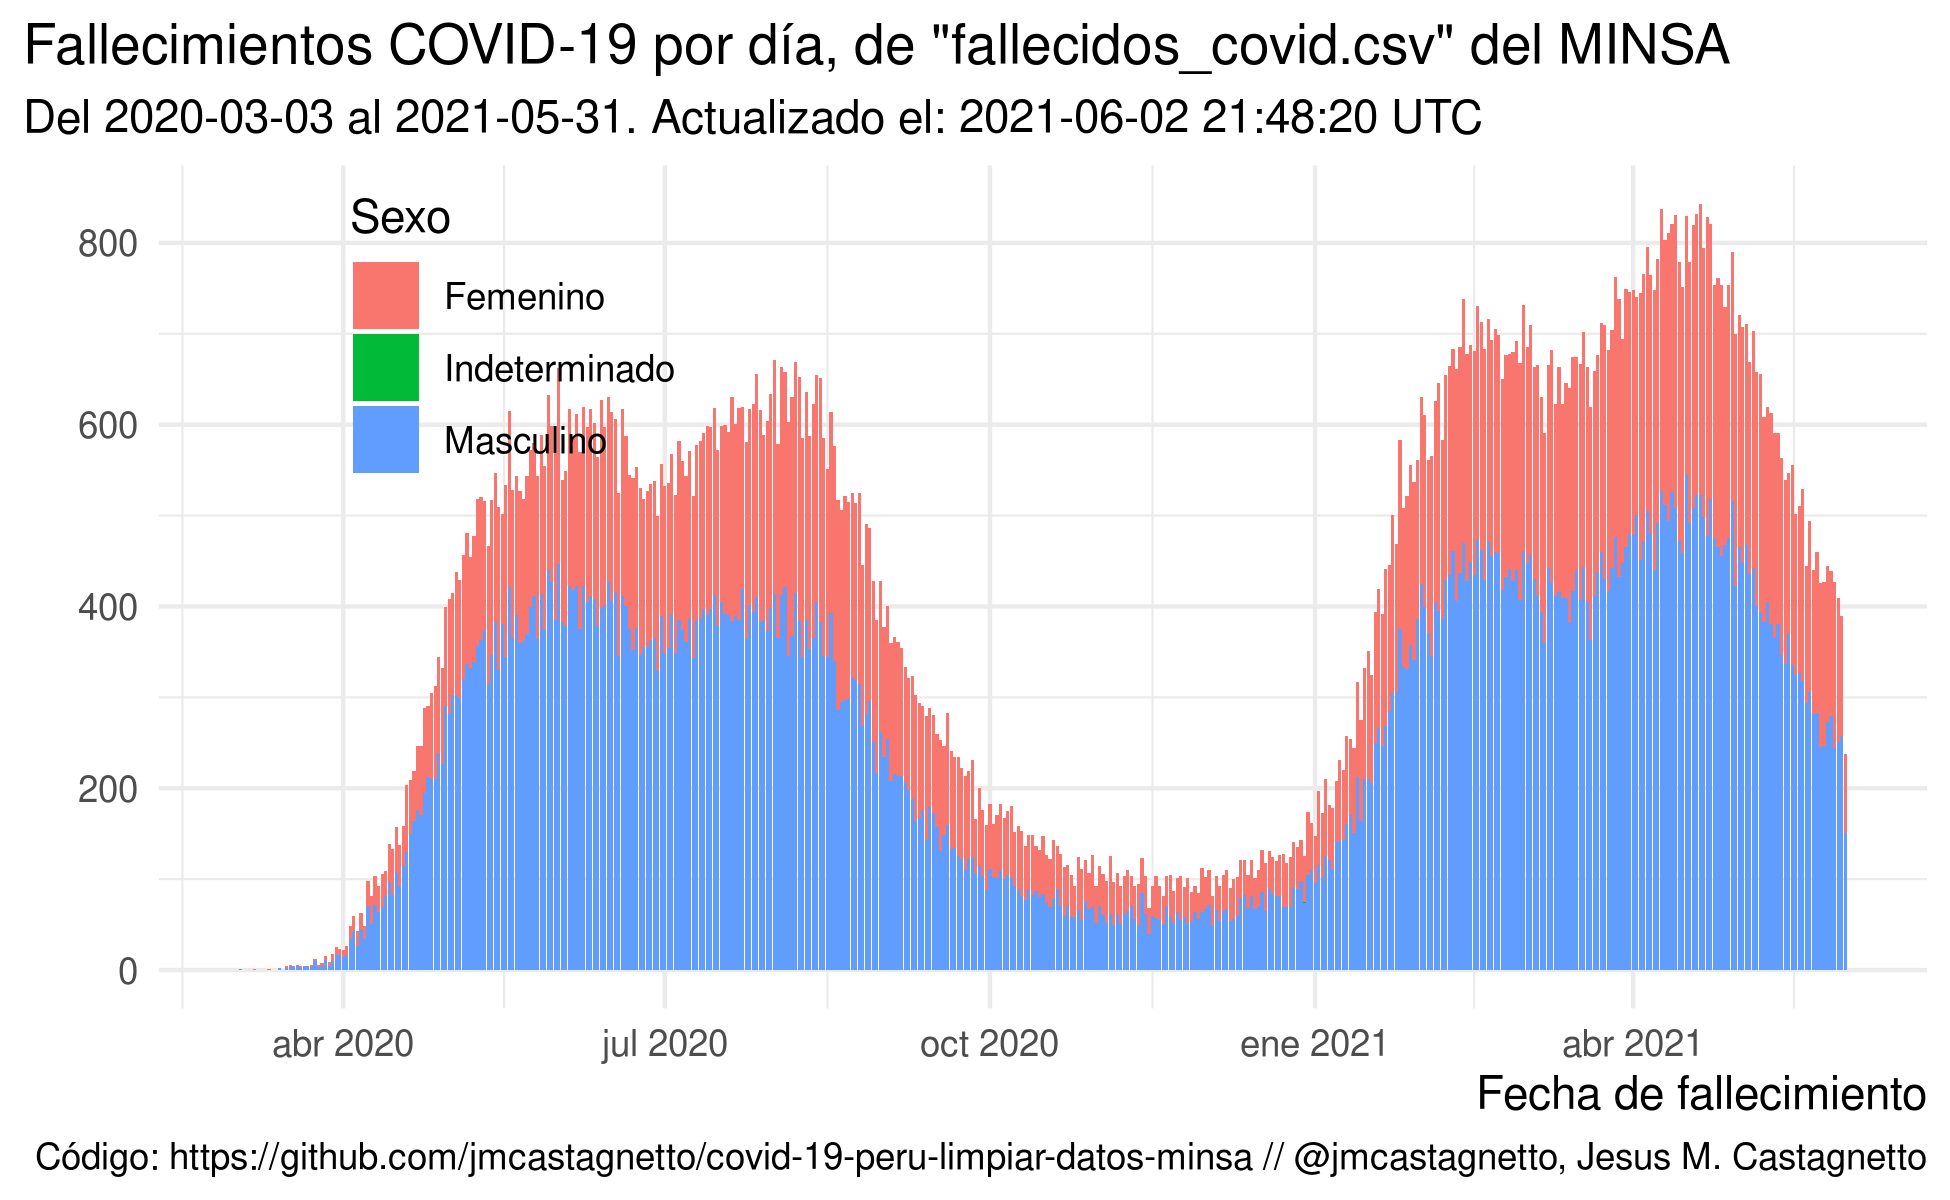 Fallecimientos COVID-19 por día, de "fallecidos_covid.csv" del MINSA
Del 2020-03-03 al 2021-05-31. Actualizado el: 2021-06-02 21:48:20 UTC
Sexo
Femenino
Indeterminado
Masculino
800
600
400
200
0
abr 2020 jul 2020 oct 2020 ene 2021 abr 2021
Fecha de fallecimiento
Código: https://github.com/jmcastagnetto/covid-19-peru-limpiar-datos-minsa // @jmcastagnetto, Jesus M. Castagnetto